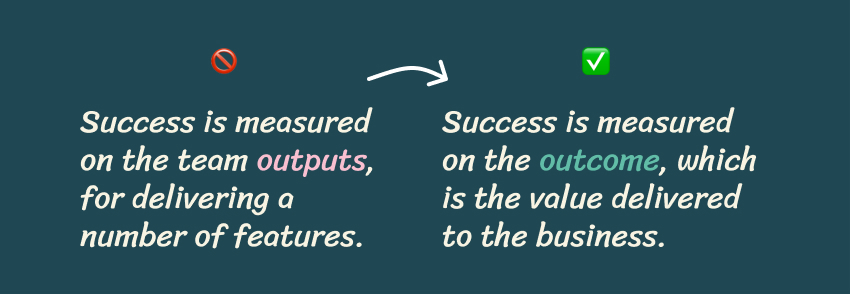 Success is measured
on the team outputs,
for delivering a
number of features.
Success is measured
on the outcome, which
is the value delivered
to the business.